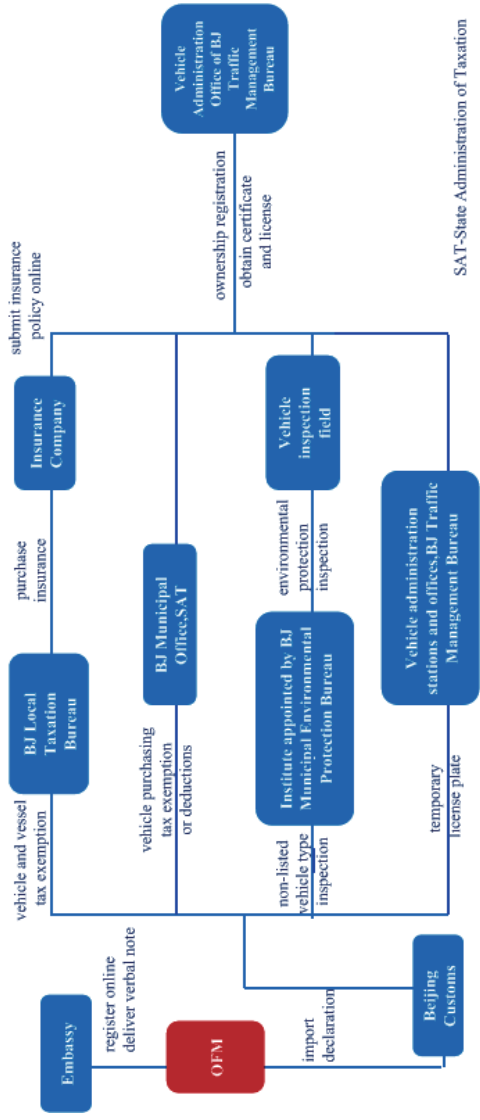 Embassy
register online
deliver verbal note
OFM
import
declaration
Beijing
Customs
vehicle and vessel
tax exemption
BJ Local
Taxation
Bureau
purchase
insurance
Insurance
Company
submit insurance
policy online
vehicle purchasing
tax exemption
or deductions
BJ Municipal
Office,SAT
non-listed
vehicle type
inspection
Institute appointed by BJ
Municipal Environmental
Protection Bureau
environmental
protection
inspection
Vehicle
inspection
field
temporary
license plate
Vehicle administration
stations and offices,BJ Traffic
Management Bureau
ownership registration
obtain certificate
and license
Vehicle
Administration
Office of BJ
Traffic
Management
Bureau
SAT-State Administration of Taxation